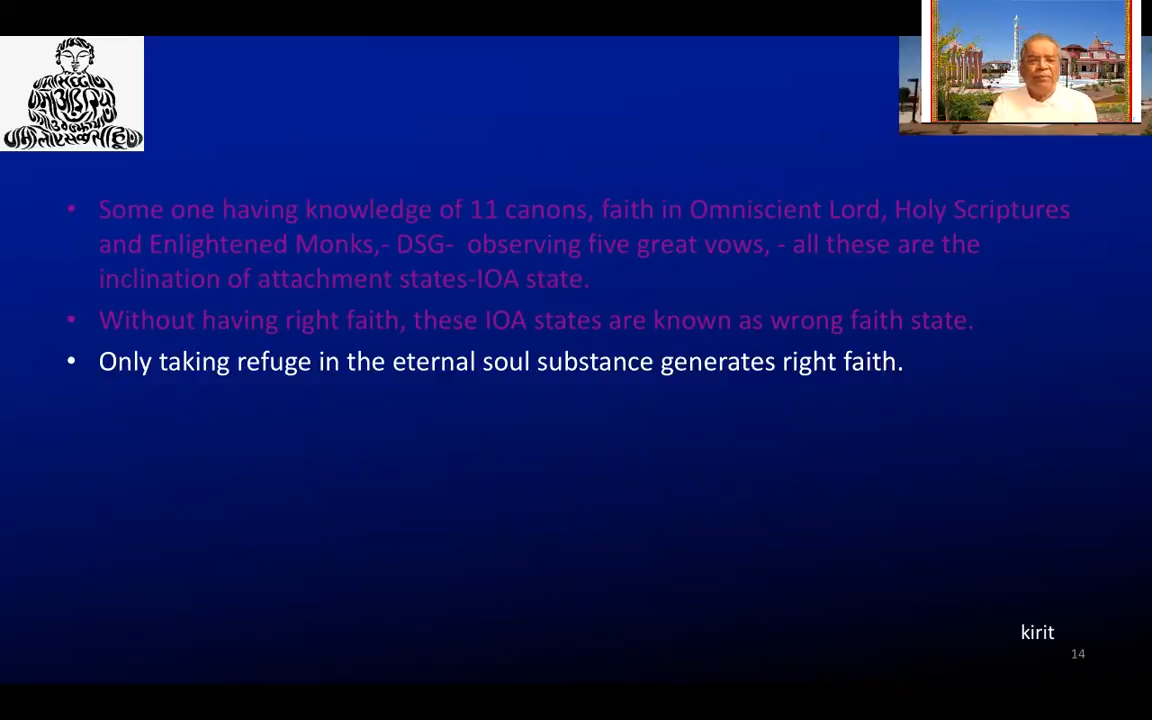 • Some one having knowledge of 11 canons, faith in Omniscient Lord, Holy Scriptures
and Enlightened Monks,- DSG-  observing five great vows, - all these are the
inclination of attachment states-IOA state.
• Without having right faith, these IOA states are known as wrong faith state.
• Only taking refuge in the eternal soul substance generates right faith.
kirit
14